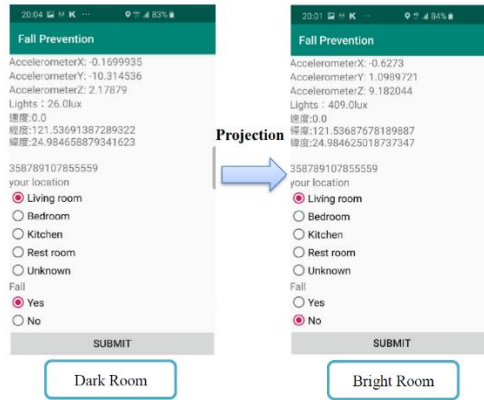 20:04 K ... 83%
Fall Prevention
AccelerometerX: -0.1699935
AccelerometerY: -10.314536
AccelerometerZ: 2.17879
Lights：26.0lux
速度:0.0
經度:121.53691387289322
緯度:24.984658879341623
358789107855559
your location
Living room
Bedroom
Kitchen
Rest room
Unknown
Fall
Yes
No
SUBMIT
Dark Room
Projection
20:01 K ... 84%
Fall Prevention
AccelerometerX: -0.6273
AccelerometerY: 1.0989721
AccelerometerZ: 9.182044
Lights：409.0lux
速度:0.0
經度:121.53687678189887
緯度:24.984625018737347
358789107855559
your location
Living room
Bedroom
Kitchen
Rest room
Unknown
Fall
Yes
No
SUBMIT
Bright Room